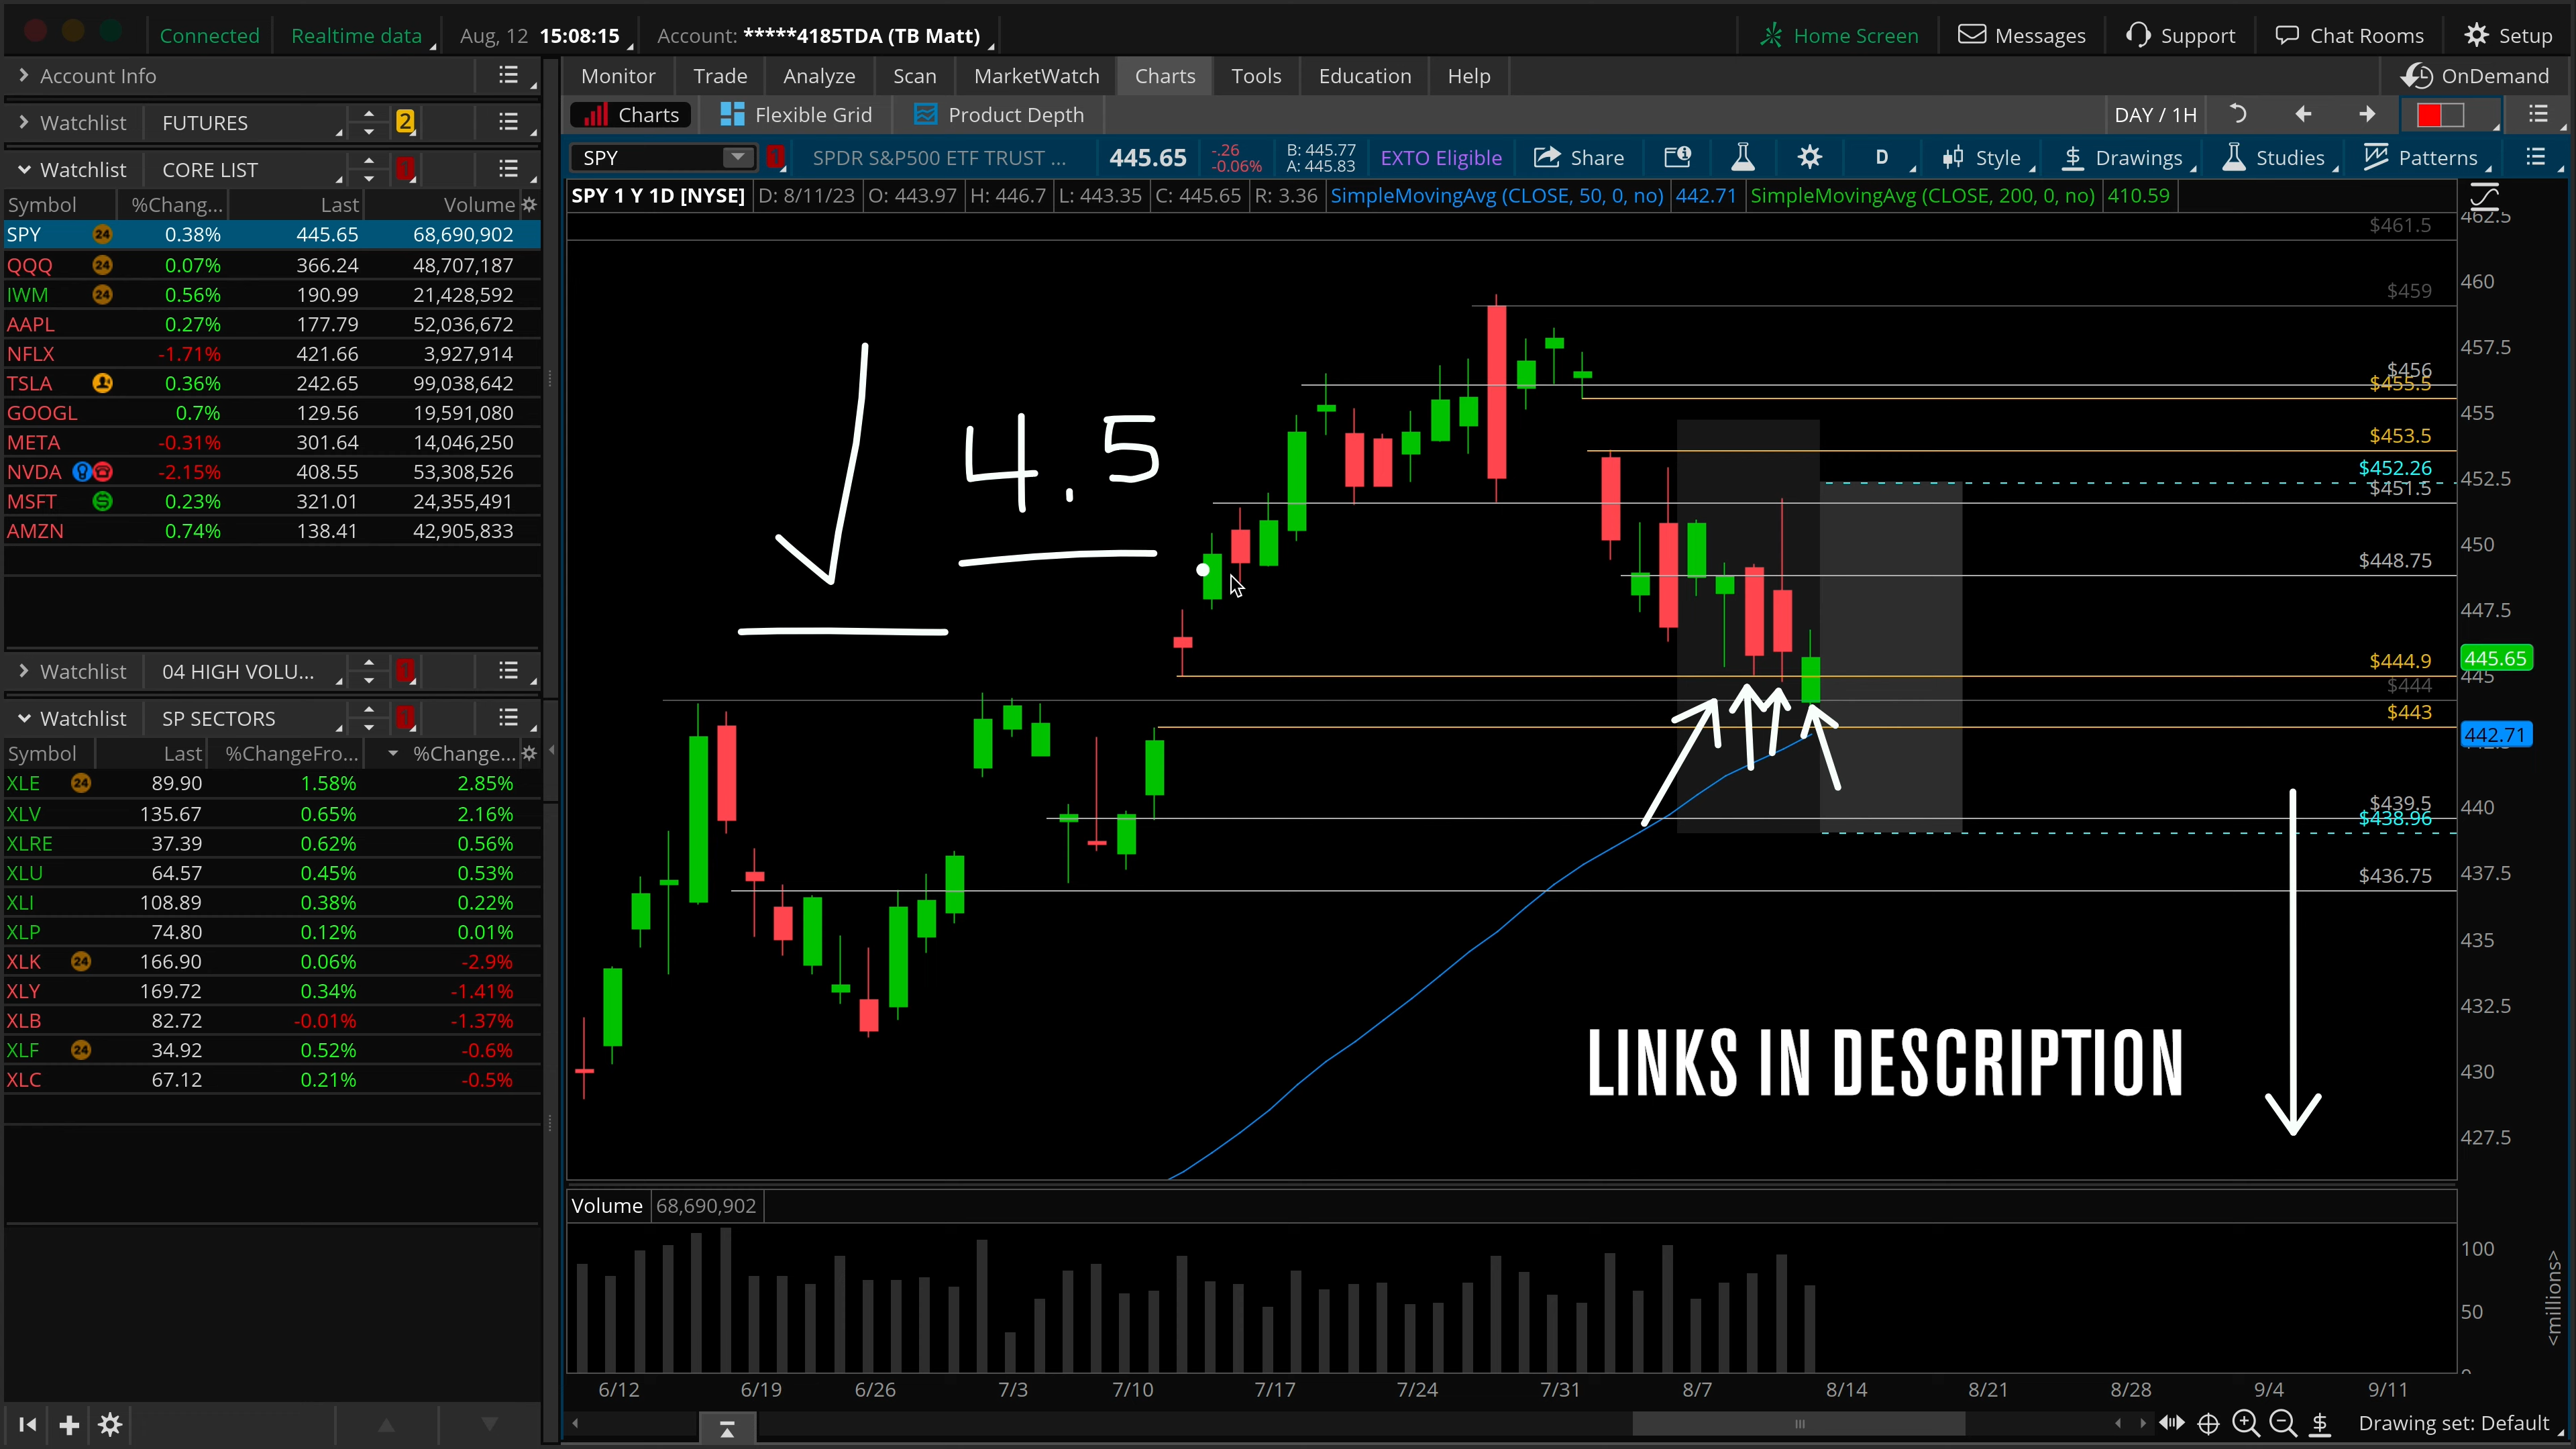 Connected Realtime data Aug, 12 15:08:15 Account: *****4185TDA (TB Matt) Home Screen Messages Support Chat Rooms Setup
Account Info
Monitor Trade Analyze Scan MarketWatch Charts Tools Education Help OnDemand
Watchlist FUTURES 2
Charts Flexible Grid Product Depth DAY / 1H
Watchlist CORE LIST
SPY SPDR S&P500 ETF TRUST ... 445.65 -.26 -0.06% B: 445.77 A: 445.83 EXTO Eligible Share D Style Drawings Studies Patterns
SPY 1 Y 1D [NYSE] D: 8/11/23 O: 443.97 H: 446.7 L: 443.35 C: 445.65 R: 3.36 SimpleMovingAvg (CLOSE, 50, 0, no) 442.71 SimpleMovingAvg (CLOSE, 200, 0, no) 410.59
Symbol %Chang... Last Volume
SPY 24 0.38% 445.65 68,690,902
QQQ 24 0.07% 366.24 48,707,187
IWM 24 0.56% 190.99 21,428,592
AAPL 0.27% 177.79 52,036,672
NFLX -1.71% 421.66 3,927,914
TSLA 0.36% 242.65 99,038,642
GOOGL 0.7% 129.56 19,591,080
META -0.31% 301.64 14,046,250
NVDA -2.15% 408.55 53,308,526
MSFT 0.23% 321.01 24,355,491
AMZN 0.74% 138.41 42,905,833
Watchlist 04 HIGH VOLU...
Watchlist SP SECTORS
Symbol Last %ChangeFro... %Change...
XLE 24 89.90 1.58% 2.85%
XLV 135.67 0.65% 2.16%
XLRE 37.39 0.62% 0.56%
XLU 64.57 0.45% 0.53%
XLI 108.89 0.38% 0.22%
XLP 74.80 0.12% 0.01%
XLK 24 166.90 0.06% -2.9%
XLY 169.72 0.34% -1.41%
XLB 82.72 -0.01% -1.37%
XLF 24 34.92 0.52% -0.6%
XLC 67.12 0.21% -0.5%
4.5
$461.5
$459
$456
$455.5
$453.5
$452.26
$451.5
$448.75
$444.9
$444
$443
$439.5
$438.96
$436.75
462.5
460
457.5
455
452.5
450
447.5
445.65
445
442.71
440
437.5
435
432.5
430
427.5
LINKS IN DESCRIPTION
Volume 68,690,902
100
50
<millions>
6/12 6/19 6/26 7/3 7/10 7/17 7/24 7/31 8/7 8/14 8/21 8/28 9/4 9/11
Drawing set: Default